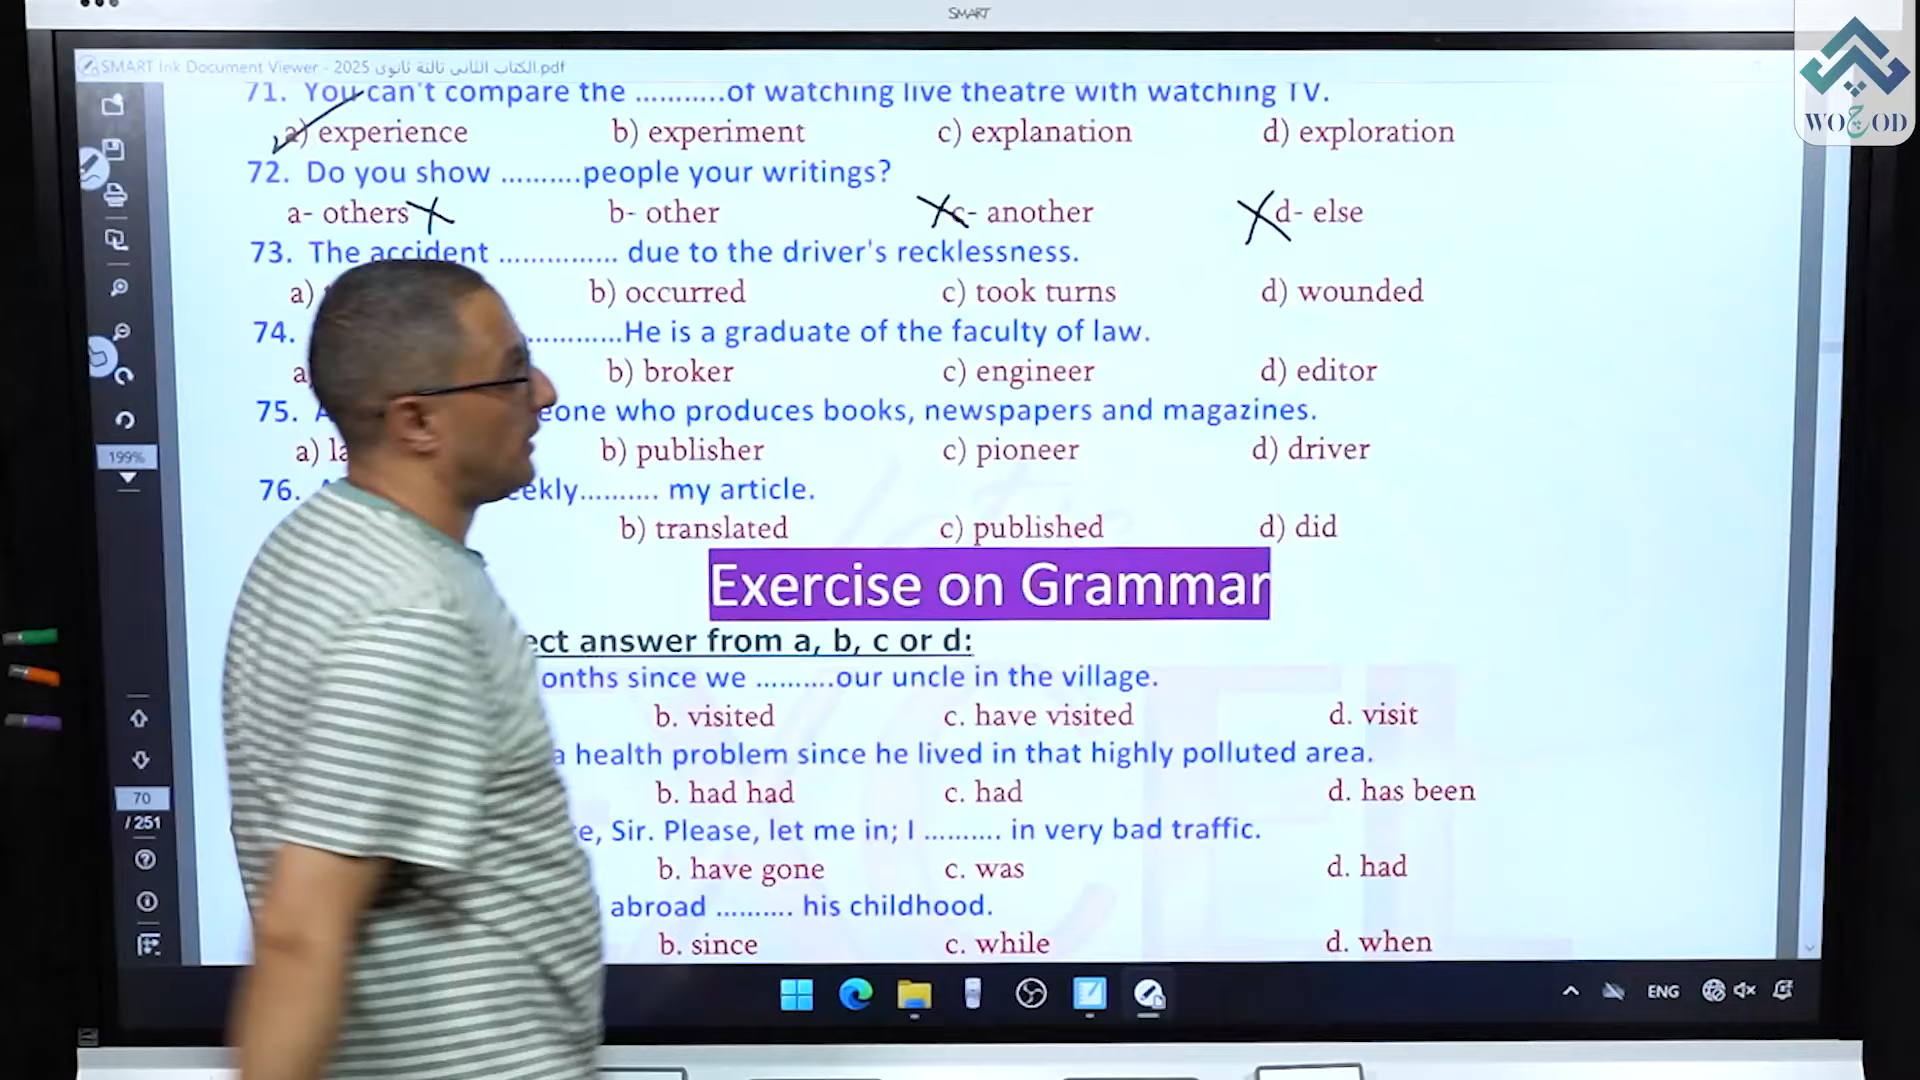 SMART
WOجOD
SMART Ink Document Viewer - 2025 الكتاب الثاني ثالثة ثانوي.pdf
71. You can't compare the ...........of watching live theatre with watching TV.
a) experience b) experiment c) explanation d) exploration
72. Do you show ..........people your writings?
a- others b- other c- another d- else
73. The accident ............... due to the driver's recklessness.
a) b) occurred c) took turns d) wounded
74. ............He is a graduate of the faculty of law.
a) b) broker c) engineer d) editor
75. who produces books, newspapers and magazines.
a) b) publisher c) pioneer d) driver
76. .......... my article.
b) translated c) published d) did
Exercise on Grammar
answer from a, b, c or d:
since we ..........our uncle in the village.
b. visited c. have visited d. visit
a health problem since he lived in that highly polluted area.
b. had had c. had d. has been
Sir. Please, let me in; I .......... in very bad traffic.
b. have gone c. was d. had
abroad .......... his childhood.
b. since c. while d. when
199%
70
/ 251
ENG